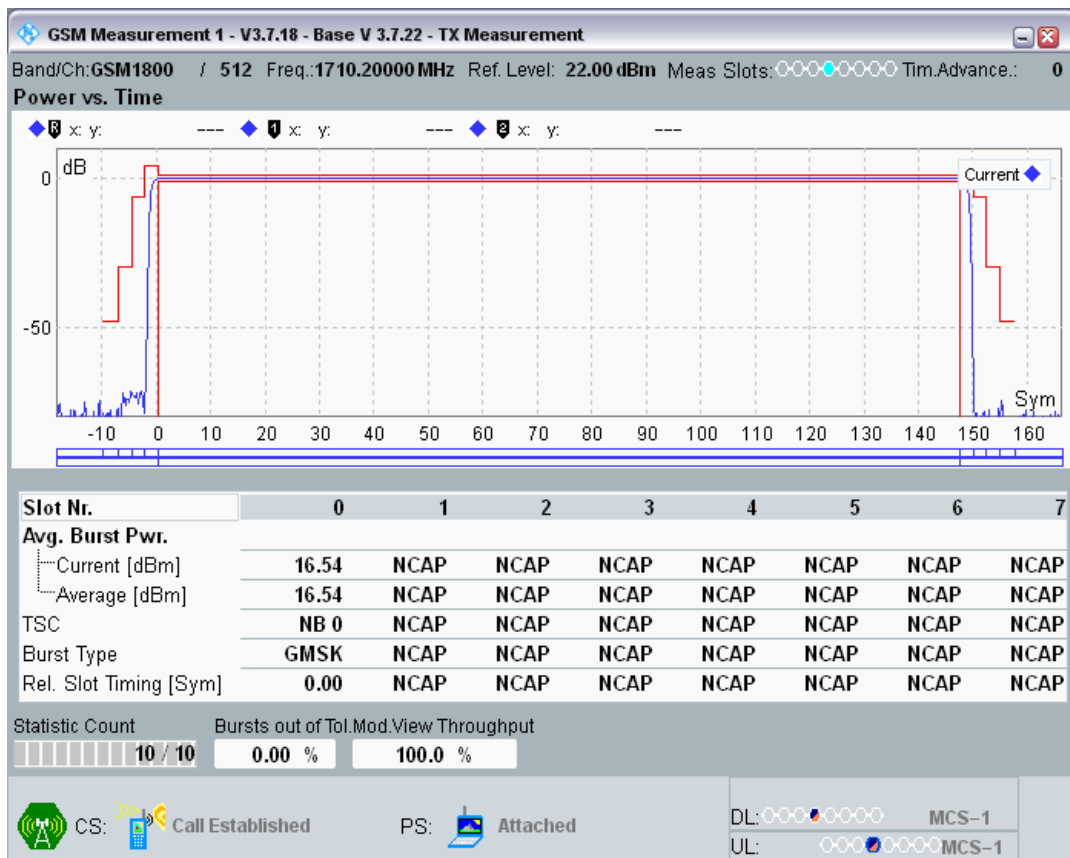 GSM Measurement 1 - V3.7.18 - Base V 3.7.22 - TX Measurement
Band/Ch:GSM1800 / 512 Freq.:1710.20000 MHz Ref. Level: 22.00 dBm Meas Slots: Tim.Advance.: 0
Power vs. Time
R x: y: --- 1 x: y: --- 2 x: y: ---
dB
Current
0
-50
Sym
-10 0 10 20 30 40 50 60 70 80 90 100 110 120 130 140 150 160
Slot Nr. 0 1 2 3 4 5 6 7
Avg. Burst Pwr.
Current [dBm] 16.54 NCAP NCAP NCAP NCAP NCAP NCAP NCAP
Average [dBm] 16.54 NCAP NCAP NCAP NCAP NCAP NCAP NCAP
TSC NB 0 NCAP NCAP NCAP NCAP NCAP NCAP NCAP
Burst Type GMSK NCAP NCAP NCAP NCAP NCAP NCAP NCAP
Rel. Slot Timing [Sym] 0.00 NCAP NCAP NCAP NCAP NCAP NCAP NCAP
Statistic Count Bursts out of Tol.Mod.View Throughput
10 / 10 0.00 % 100.0 %
CS: Call Established PS: Attached DL: MCS-1
UL: MCS-1